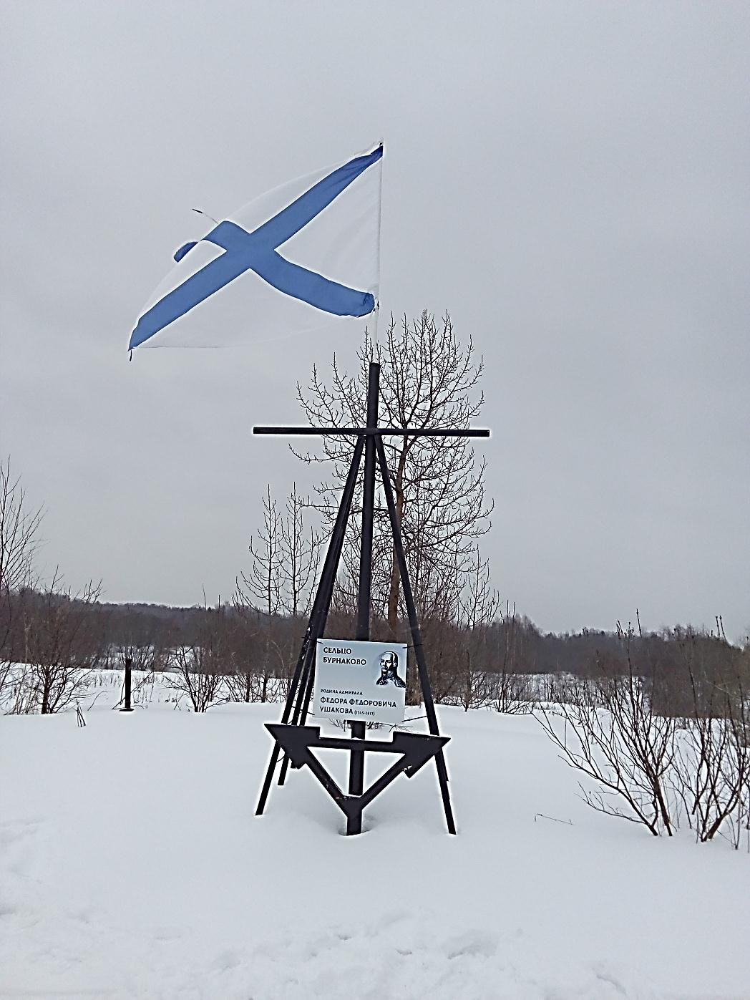 СЕЛЬЦО
БУРНАКОВО
РОДИНА АДМИРАЛА
ФЕДОРА ФЕДОРОВИЧА
УШАКОВА (1745-1817)